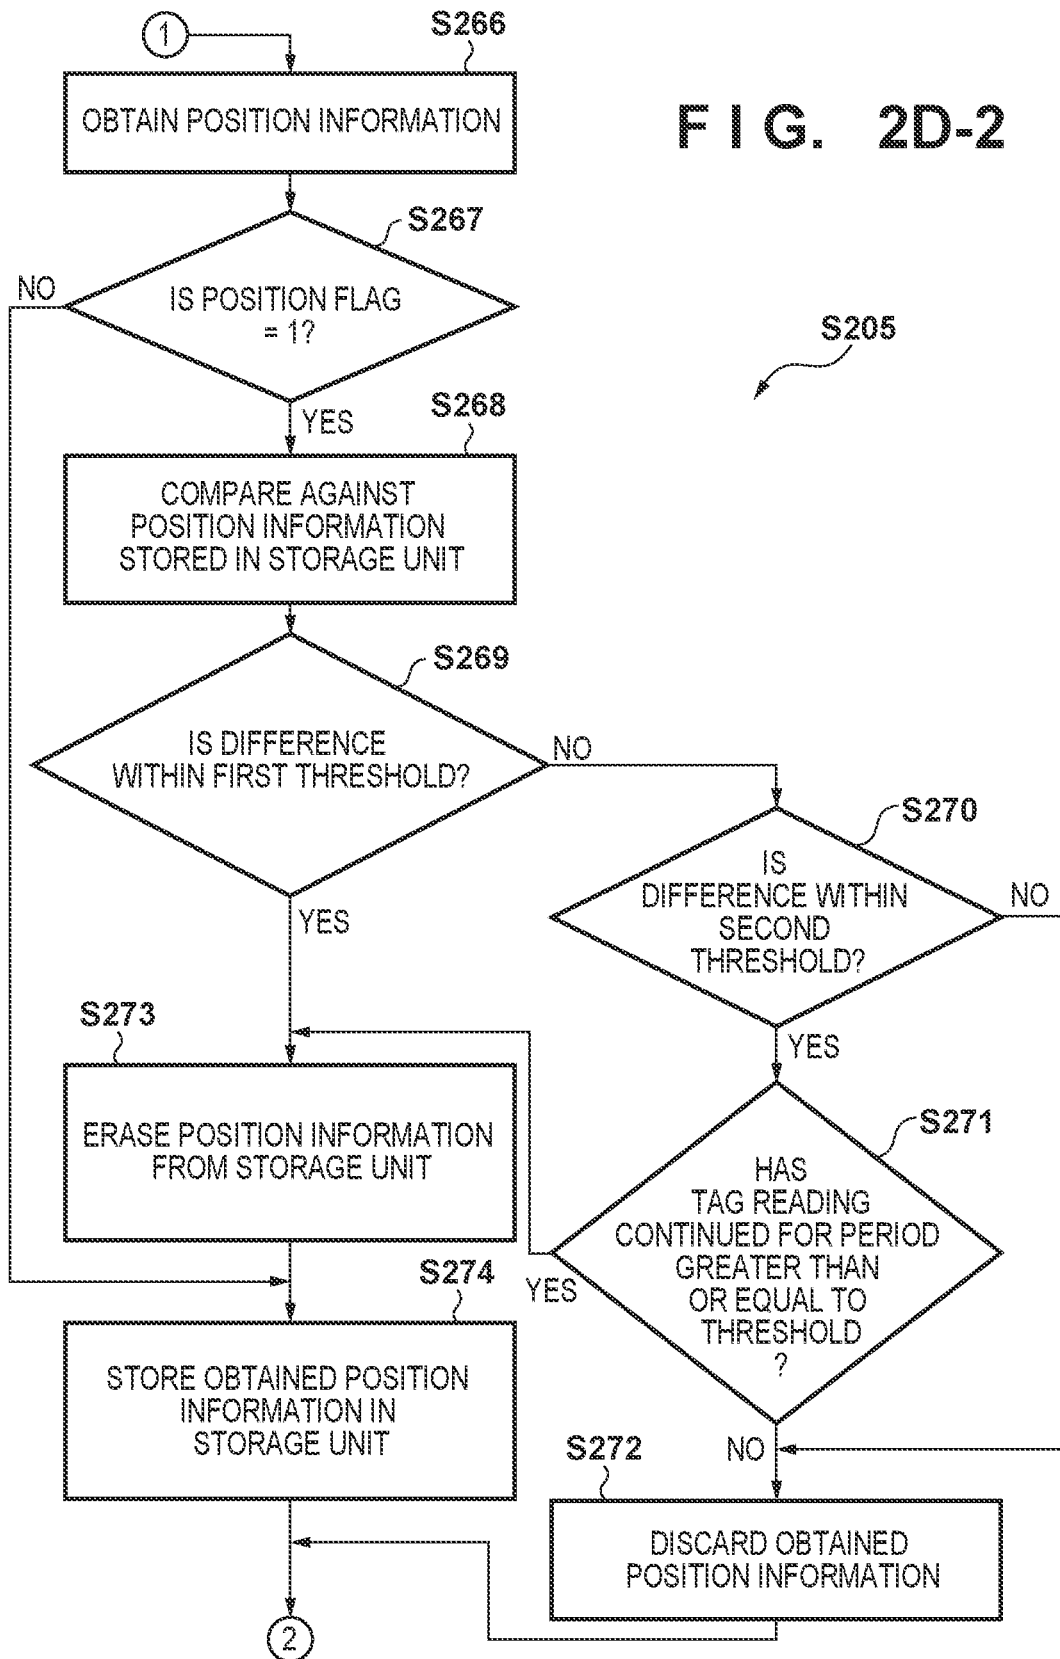 1
S266
OBTAIN POSITION INFORMATION
FIG. 2D-2
S267
NO
IS POSITION FLAG
= 1?
S205
YES
S268
COMPARE AGAINST
POSITION INFORMATION
STORED IN STORAGE UNIT
S269
IS DIFFERENCE
WITHIN FIRST THRESHOLD?
NO
YES
S270
IS
DIFFERENCE WITHIN
SECOND
THRESHOLD?
NO
YES
S273
ERASE POSITION INFORMATION
FROM STORAGE UNIT
S271
HAS
TAG READING
CONTINUED FOR PERIOD
GREATER THAN
OR EQUAL TO
THRESHOLD
?
YES
NO
S274
STORE OBTAINED POSITION
INFORMATION IN
STORAGE UNIT
S272
DISCARD OBTAINED
POSITION INFORMATION
2